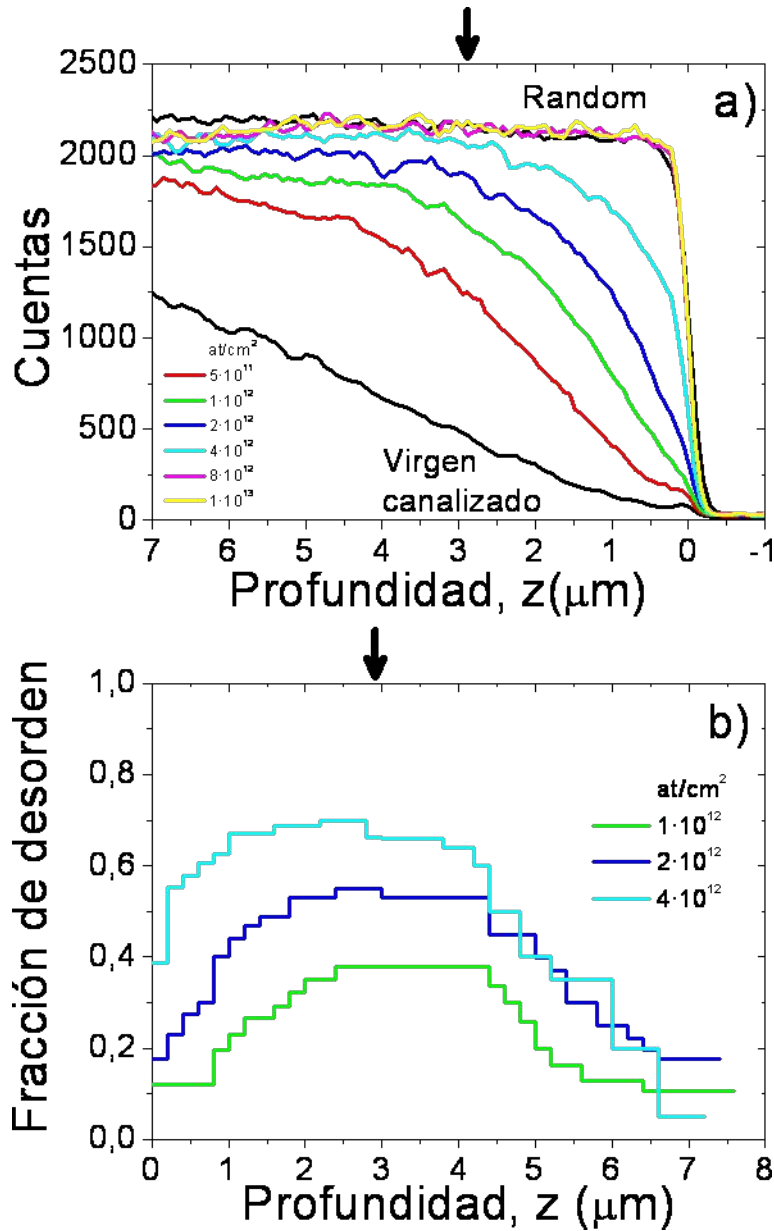 2500
2000
1500
1000
500
0
Cuentas
Random
a)
at/cm²
5·10¹¹
1·10¹²
2·10¹²
4·10¹²
8·10¹²
1·10¹³
Virgen
canalizado
7 6 5 4 3 2 1 0 -1
Profundidad, z(μm)
1,0
0,8
0,6
0,4
0,2
0,0
Fracción de desorden
b)
at/cm²
1·10¹²
2·10¹²
4·10¹²
0 1 2 3 4 5 6 7 8
Profundidad, z (μm)